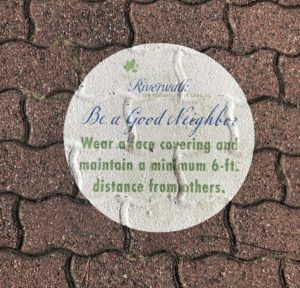 Riverwalk
Be a Good Neighbor
Wear a face covering and
maintain a minimum 6-ft.
distance from others.